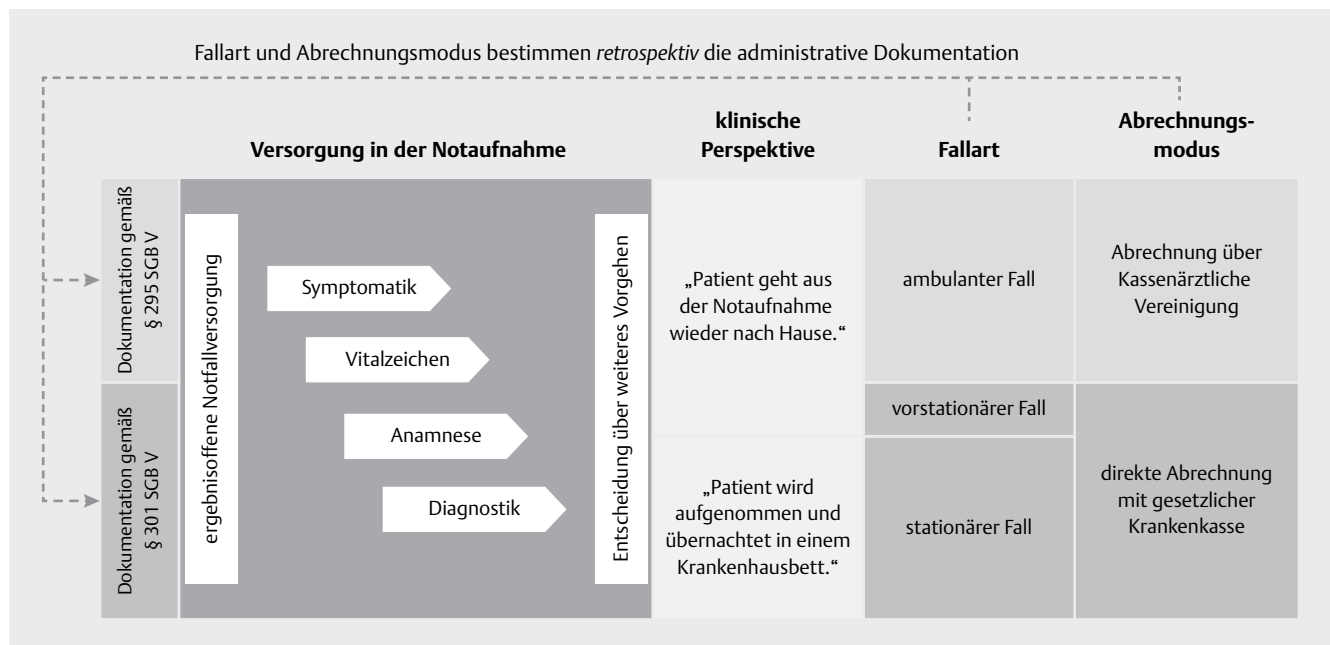 Fallart und Abrechnungsmodus bestimmen retrospektiv die administrative Dokumentation
Versorgung in der Notaufnahme
klinische
Perspektive
Fallart
Abrechnungs-
modus
Dokumentation gemäß
§ 295 SGB V
Dokumentation gemäß
§ 301 SGB V
ergebnisoffene Notfallversorgung
Symptomatik
Vitalzeichen
Anamnese
Diagnostik
Entscheidung über weiteres Vorgehen
„Patient geht aus
der Notaufnahme
wieder nach Hause.“
„Patient wird
aufgenommen und
übernachtet in einem
Krankenhausbett.“
ambulanter Fall
vorstationärer Fall
stationärer Fall
Abrechnung über
Kassenärztliche
Vereinigung
direkte Abrechnung
mit gesetzlicher
Krankenkasse